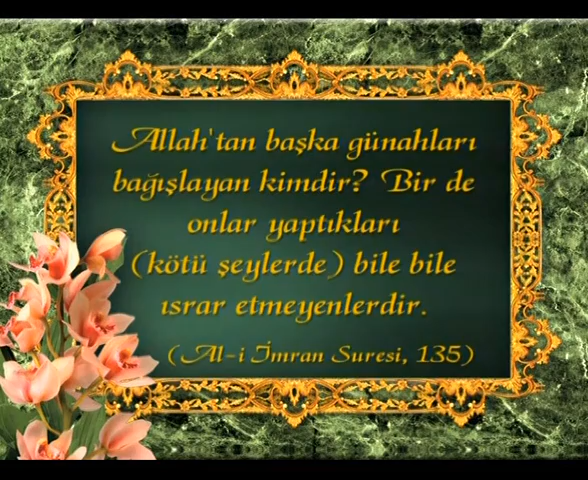 Allah'tan başka günahları
bağışlayan kimdir? Bir de
onlar yaptıkları
(kötü şeylerde) bile bile
ısrar etmeyenlerdir.
(Al-i İmran Suresi, 135)